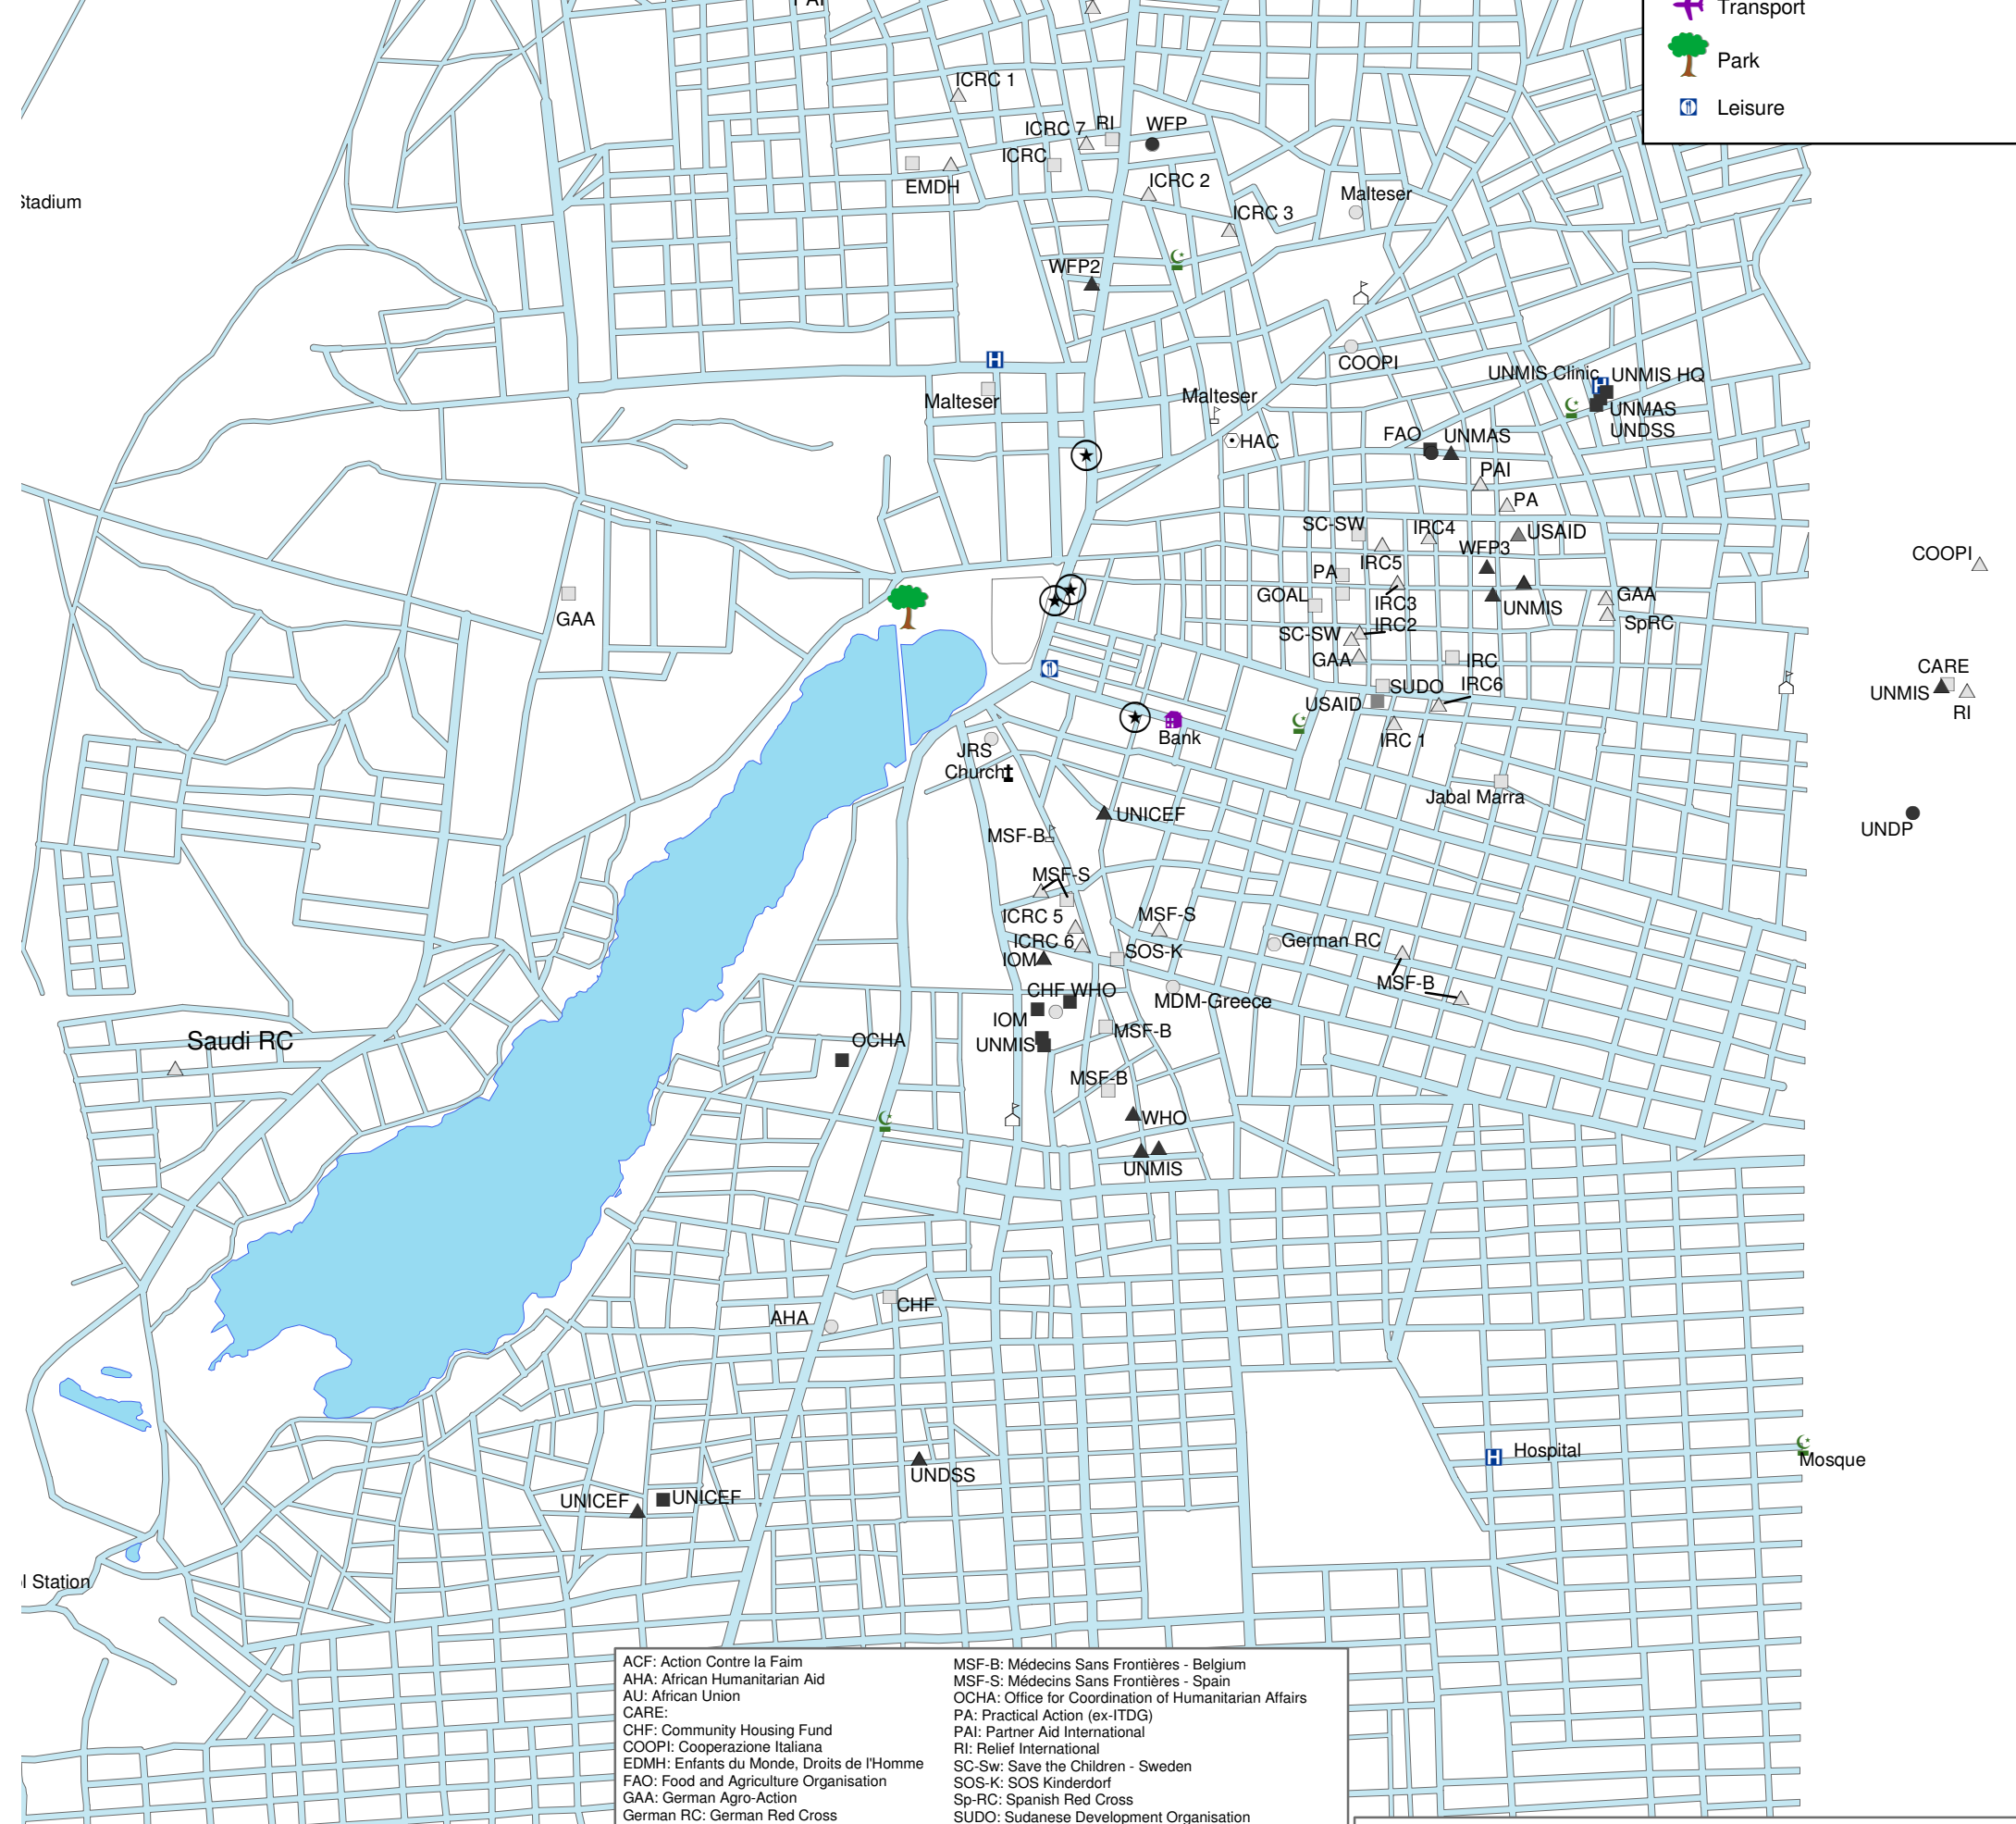 Transport
Park
Leisure
ICRC 1
ICRC 7
RI
WFP
ICRC
EMDH
ICRC 2
Malteser
ICRC 3
Stadium
WFP2
COOPI
UNMIS Clinic
UNMIS HQ
Malteser
Malteser
UNMAS
UNDSS
HAC
FAO
UNMAS
PAI
PA
SC-SW
IRC4
USAID
WFP3
COOPI
IRC5
PA
GOAL
IRC3
UNMIS
GAA
GAA
SpRC
IRC2
SC-SW
GAA
IRC
CARE
SUDO
IRC6
UNMIS
USAID
RI
Bank
IRC 1
JRS
Church
Jabal Marra
UNICEF
UNDP
MSF-B
MSF-S
ICRC 5
MSF-S
ICRC 6
German RC
IOM
SOS-K
MSF-B
CHF
WHO
MDM-Greece
IOM
MSF-B
Saudi RC
OCHA
UNMIS
MSF-B
WHO
UNMIS
CHF
AHA
Hospital
Mosque
UNDSS
UNICEF
UNICEF
l Station
ACF: Action Contre la Faim
AHA: African Humanitarian Aid
AU: African Union
CARE:
CHF: Community Housing Fund
COOPI: Cooperazione Italiana
EDMH: Enfants du Monde, Droits de l'Homme
FAO: Food and Agriculture Organisation
GAA: German Agro-Action
German RC: German Red Cross
MSF-B: Médecins Sans Frontières - Belgium
MSF-S: Médecins Sans Frontières - Spain
OCHA: Office for Coordination of Humanitarian Affairs
PA: Practical Action (ex-ITDG)
PAI: Partner Aid International
RI: Relief International
SC-Sw: Save the Children - Sweden
SOS-K: SOS Kinderdorf
Sp-RC: Spanish Red Cross
SUDO: Sudanese Development Organisation